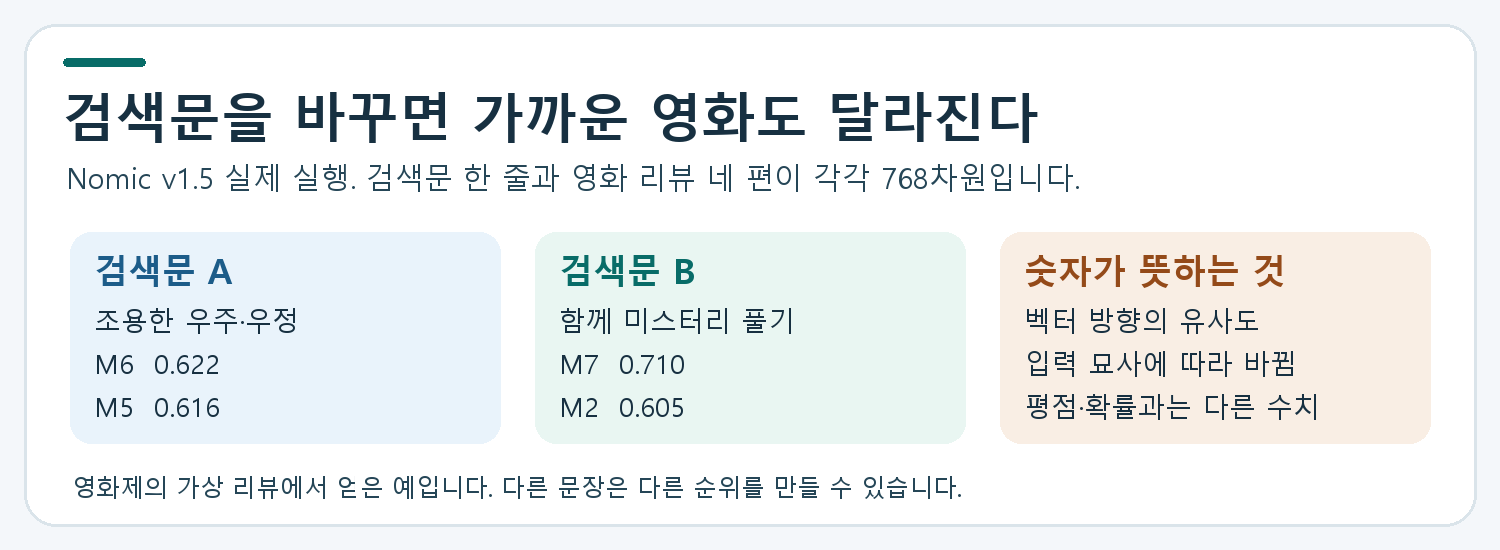 검색문을 바꾸면 가까운 영화도 달라진다
Nomic v1.5 실제 실행. 검색문 한 줄과 영화 리뷰 네 편이 각각 768차원입니다.
검색문 A
조용한 우주·우정
M6 0.622
M5 0.616
검색문 B
함께 미스터리 풀기
M7 0.710
M2 0.605
숫자가 뜻하는 것
벡터 방향의 유사도
입력 묘사에 따라 바뀜
평점·확률과는 다른 수치
영화제의 가상 리뷰에서 얻은 예입니다. 다른 문장은 다른 순위를 만들 수 있습니다.